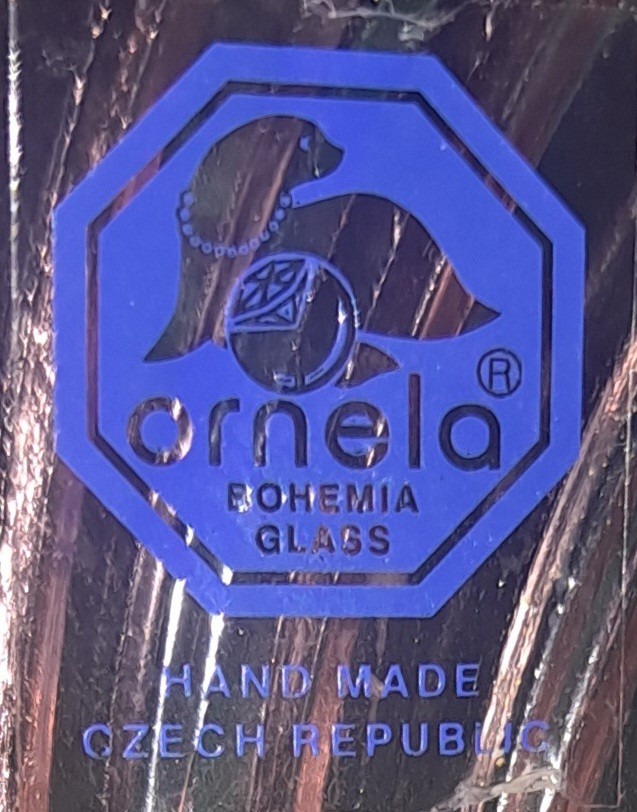 ornela®
BOHEMIA
GLASS
HAND MADE
CZECH REPUBLIC